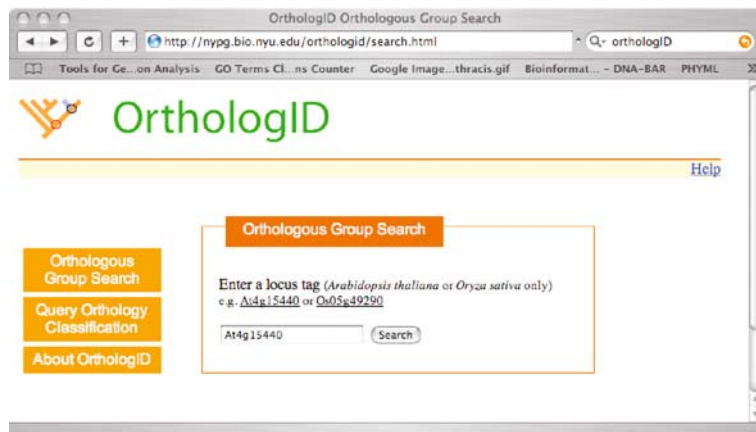 OrthologID Orthologous Group Search
http://nypg.bio.nyu.edu/orthologid/search.html
Q- orthologID
Tools for Ge...on Analysis GO Terms Cl...ns Counter Google Image...thracis.gif Bioinformat... – DNA-BAR PHYML
OrthologID
Help
Orthologous Group Search
Orthologous
Group Search
Query Orthology
Classification
About OrthologID
Enter a locus tag (Arabidopsis thaliana or Oryza sativa only)
e.g. At4g15440 or Os05g49290
At4g15440 Search